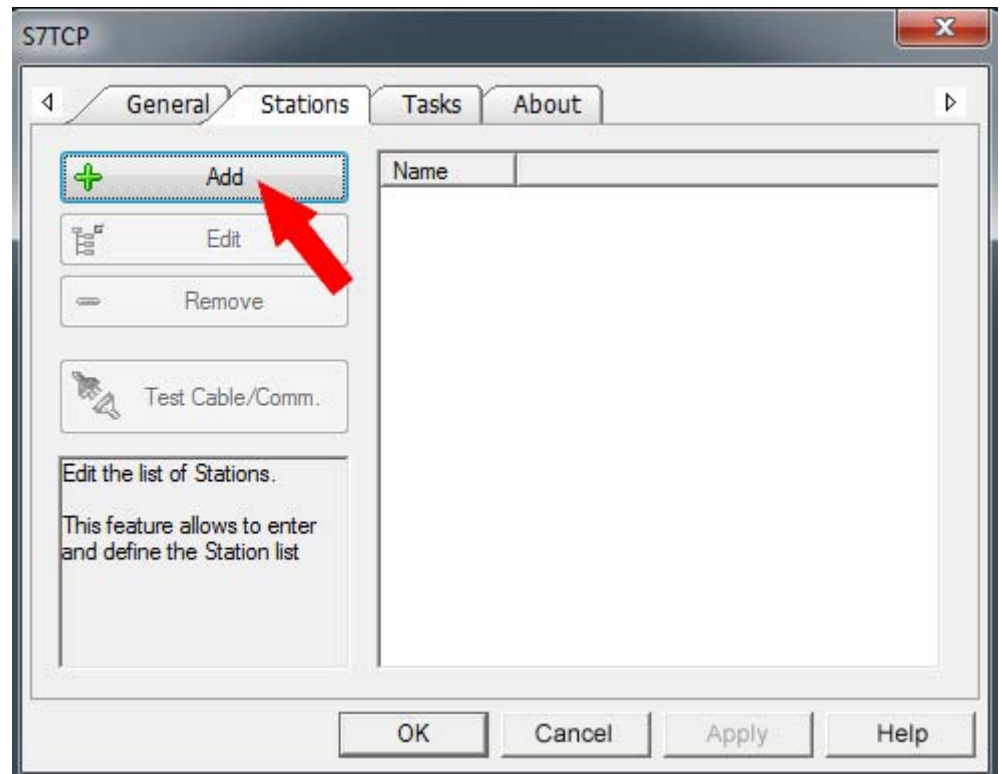 S7TCP
General Stations Tasks About
Add
Name
Edit
Remove
Test Cable/Comm.
Edit the list of Stations.
This feature allows to enter
and define the Station list
OK Cancel Apply Help